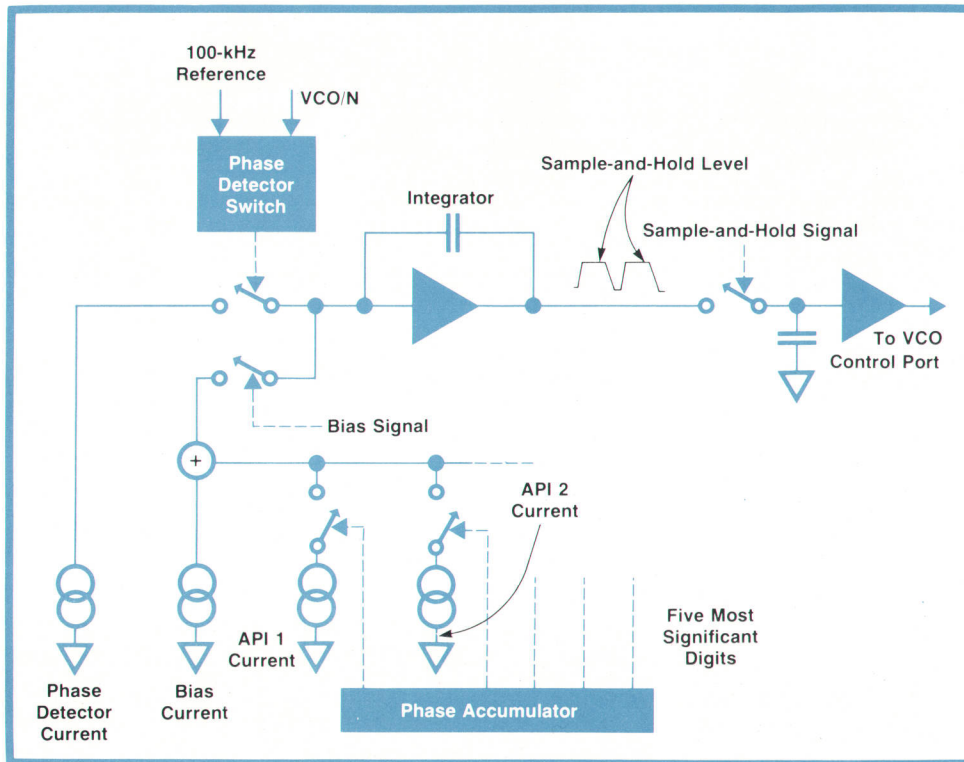 100-kHz
Reference
VCO/N
Phase
Detector
Switch
Integrator
Sample-and-Hold Level
Sample-and-Hold Signal
To VCO
Control Port
Bias Signal
+
API 2
Current
API 1
Current
Five Most
Significant
Digits
Phase
Detector
Current
Bias
Current
Phase Accumulator